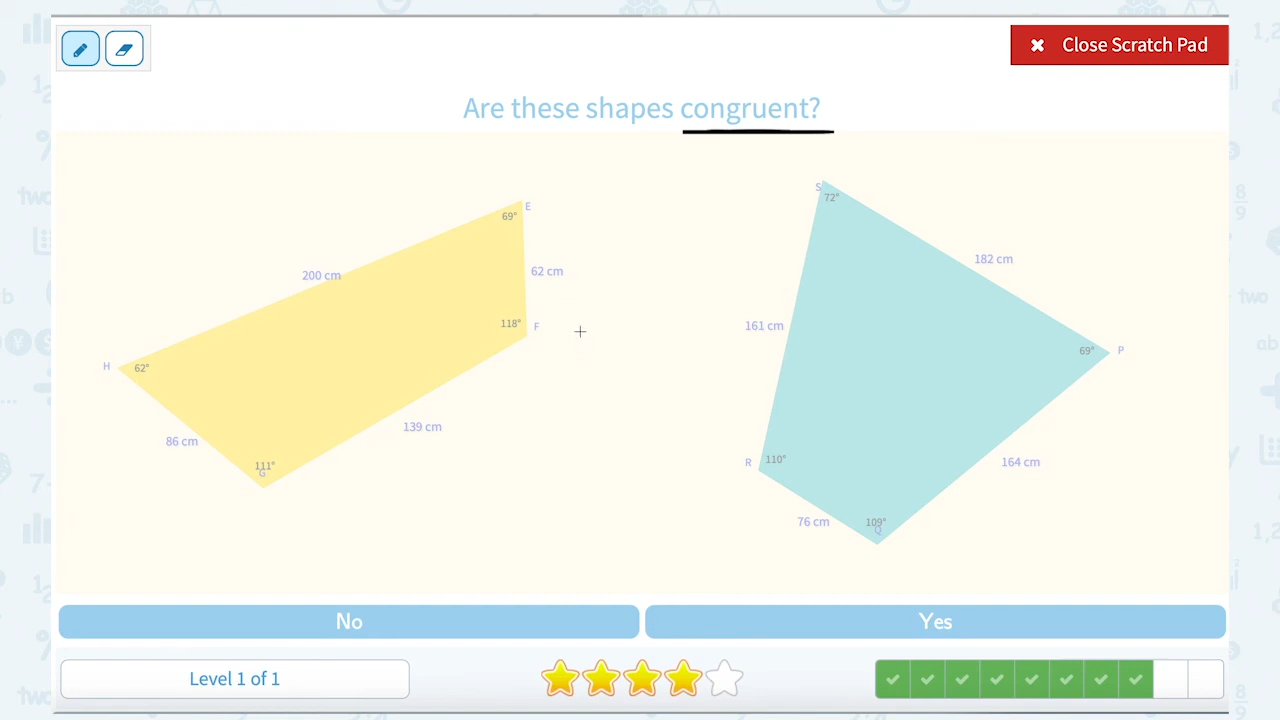 Close Scratch Pad
Are these shapes congruent?
E
69°
200 cm
62 cm
118°
F
H
62°
86 cm
139 cm
111°
G
S
72°
182 cm
161 cm
69°
P
R
110°
164 cm
76 cm
109°
Q
No
Yes
Level 1 of 1